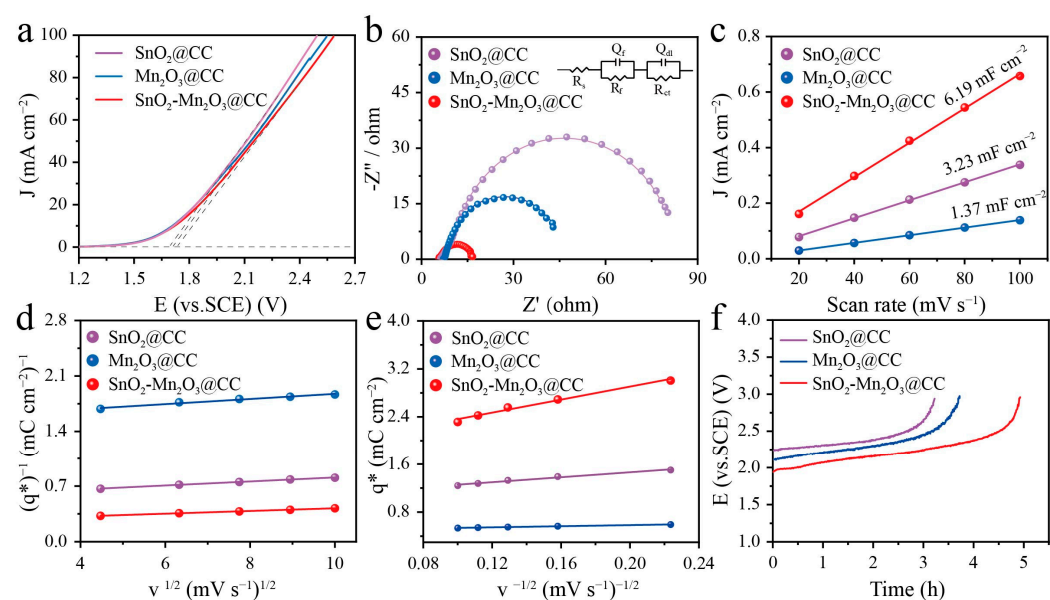 a
100
80
60
40
20
0
J (mA cm⁻²)
SnO₂@CC
Mn₂O₃@CC
SnO₂-Mn₂O₃@CC
1.2 1.5 1.8 2.1 2.4 2.7
E (vs.SCE) (V)
b
60
45
30
15
0
-Z'' / ohm
SnO₂@CC
Mn₂O₃@CC
SnO₂-Mn₂O₃@CC
Qf Qdl
Rs Rf Rct
0 30 60 90
Z' (ohm)
c
1.0
0.8
0.6
0.4
0.2
0.0
J (mA cm⁻²)
SnO₂@CC
Mn₂O₃@CC
SnO₂-Mn₂O₃@CC
6.19 mF cm⁻²
3.23 mF cm⁻²
1.37 mF cm⁻²
20 40 60 80 100
Scan rate (mV s⁻¹)
d
2.8
2.1
1.4
0.7
0.0
(q*)⁻¹ (mC cm⁻²)⁻¹
SnO₂@CC
Mn₂O₃@CC
SnO₂-Mn₂O₃@CC
4 5 6 7 8 9 10
v ¹/² (mV s⁻¹)¹/²
e
4.0
3.2
2.4
1.6
0.8
q* (mC cm⁻²)
SnO₂@CC
Mn₂O₃@CC
SnO₂-Mn₂O₃@CC
0.08 0.12 0.16 0.20 0.24
v ⁻¹/² (mV s⁻¹)⁻¹/²
f
4.0
3.5
3.0
2.5
2.0
1.5
1.0
E (vs.SCE) (V)
SnO₂@CC
Mn₂O₃@CC
SnO₂-Mn₂O₃@CC
0 1 2 3 4 5
Time (h)